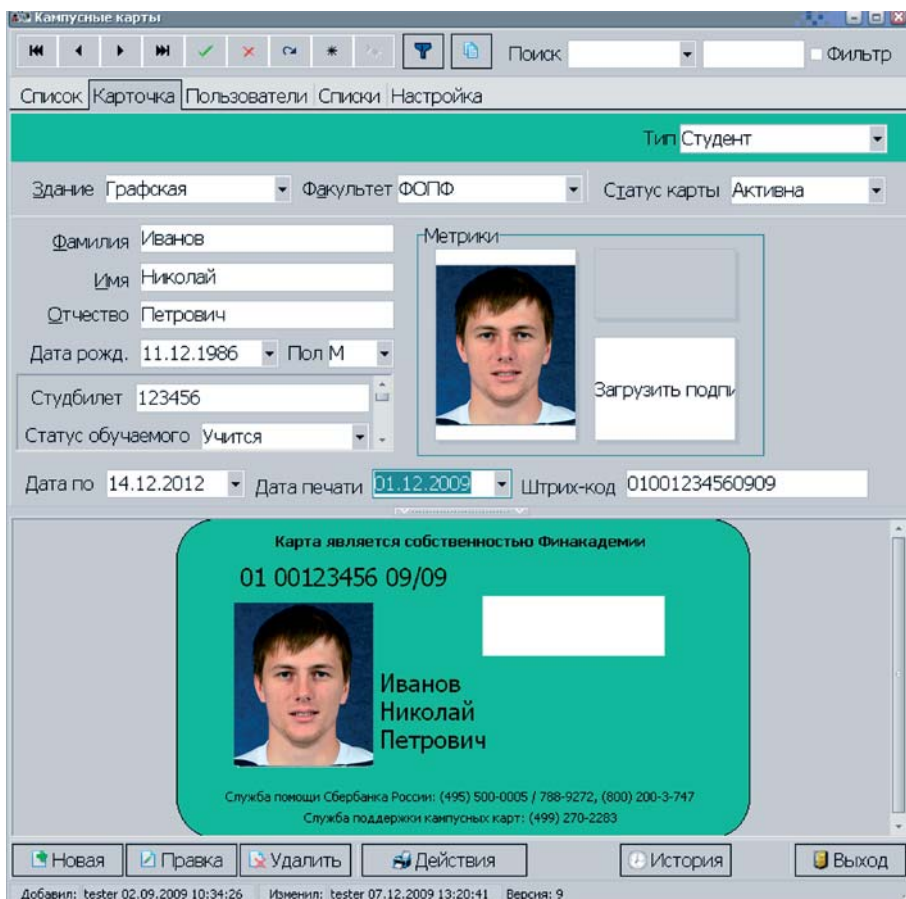 Кампусные карты
Поиск Фильтр
Список Карточка Пользователи Списки Настройка
Тип Студент
Здание Графская Факультет ФОПФ Статус карты Активна
Фамилия Иванов
Метрики
Имя Николай
Отчество Петрович
Дата рожд. 11.12.1986 Пол М
Студбилет 123456
Загрузить подпи
Статус обучаемого Учится
Дата по 14.12.2012 Дата печати 01.12.2009 Штрих-код 01001234560909
Карта является собственностью Финакадемии
01 00123456 09/09
Иванов
Николай
Петрович
Служба помощи Сбербанка России: (495) 500-0005 / 788-9272, (800) 200-3-747
Служба поддержки кампусных карт: (499) 270-2283
Новая Правка Удалить Действия История Выход
Добавил: tester 02.09.2009 10:34:26 Изменил: tester 07.12.2009 13:20:41 Версия: 9